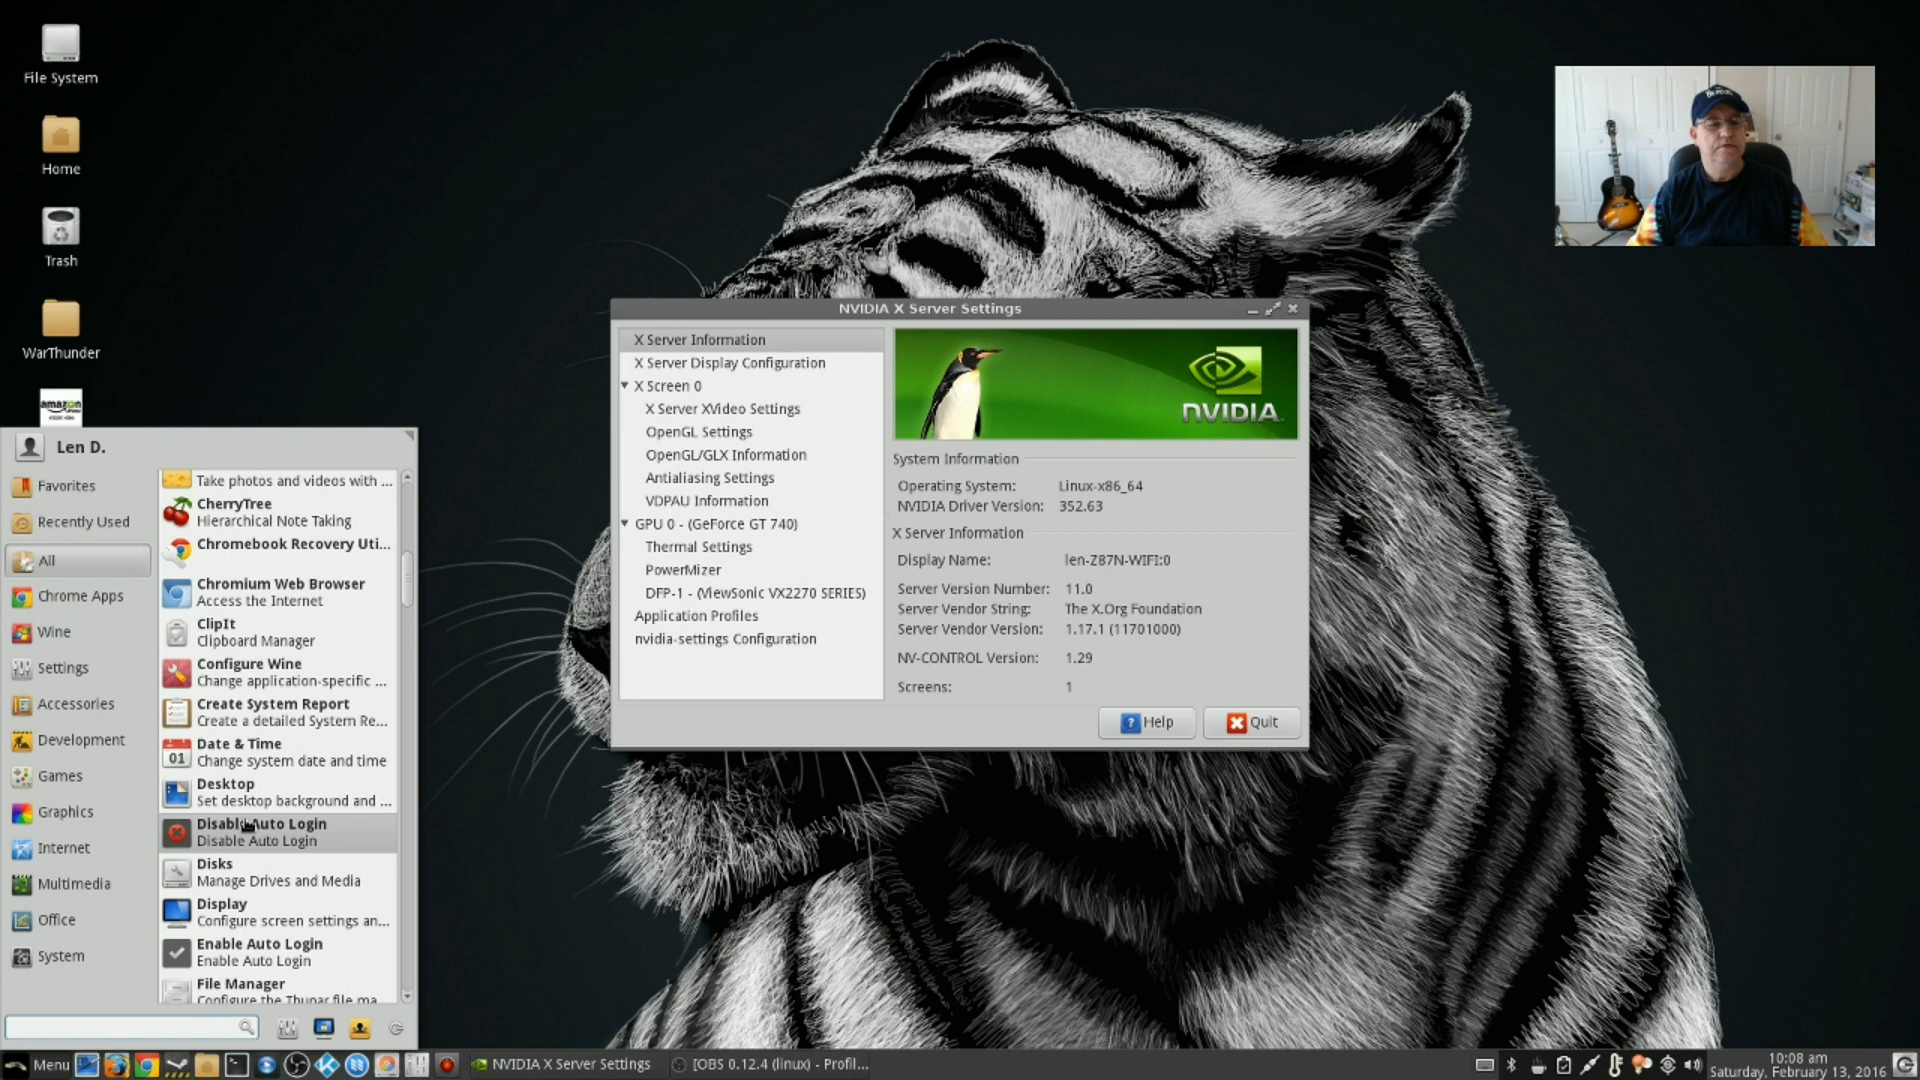 File System
Home
Trash
WarThunder
amazon
NVIDIA X Server Settings
X Server Information
X Server Display Configuration
X Screen 0
X Server XVideo Settings
OpenGL Settings
OpenGL/GLX Information
Antialiasing Settings
VDPAU Information
GPU 0 - (GeForce GT 740)
Thermal Settings
PowerMizer
DFP-1 - (ViewSonic VX2270 SERIES)
Application Profiles
nvidia-settings Configuration
NVIDIA
System Information
Operating System: Linux-x86_64
NVIDIA Driver Version: 352.63
X Server Information
Display Name: len-Z87N-WIFI:0
Server Version Number: 11.0
Server Vendor String: The X.Org Foundation
Server Vendor Version: 1.17.1 (11701000)
NV-CONTROL Version: 1.29
Screens: 1
Help
Quit
Len D.
Favorites
Recently Used
All
Chrome Apps
Wine
Settings
Accessories
Development
Games
Graphics
Internet
Multimedia
Office
System
Take photos and videos with ...
CherryTree
Hierarchical Note Taking
Chromebook Recovery Uti...
Chromium Web Browser
Access the Internet
ClipIt
Clipboard Manager
Configure Wine
Change application-specific ...
Create System Report
Create a detailed System Re...
01
Date & Time
Change system date and time
Desktop
Set desktop background and ...
Disable Auto Login
Disable Auto Login
Disks
Manage Drives and Media
Display
Configure screen settings an...
Enable Auto Login
Enable Auto Login
File Manager
Configure the Thunar file ma...
Menu
NVIDIA X Server Settings
[OBS 0.12.4 (linux) - Profil...
10:08 am
Saturday, February 13, 2016